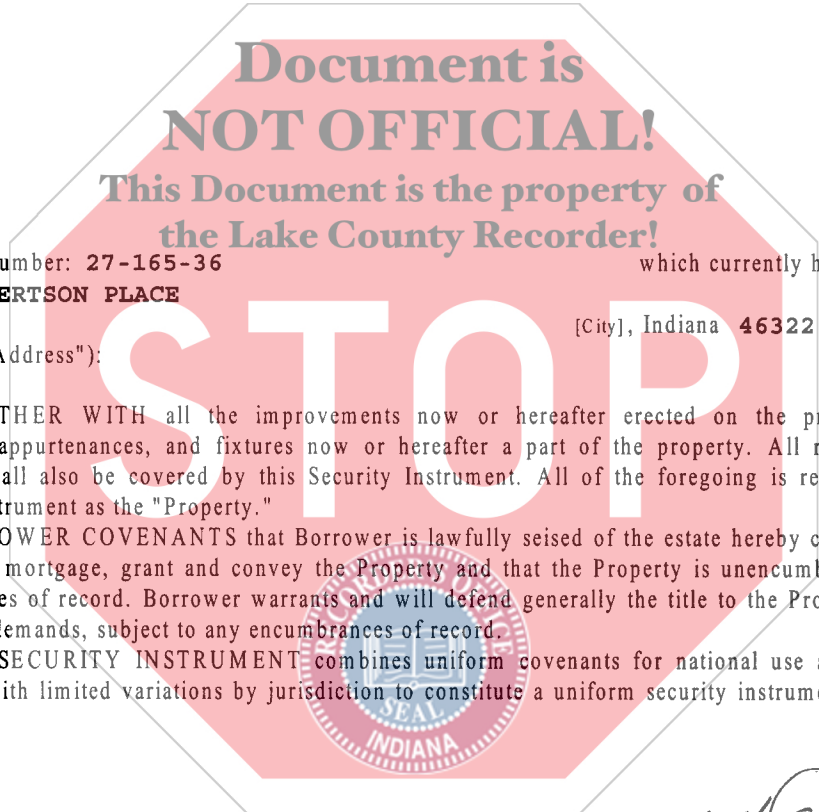 Document is
NOT OFFICIAL!
This Document is the property of
the Lake County Recorder!
umber: 27-165-36 which currently h
ERTSON PLACE
[City], Indiana 46322
Address"):
STOP
THER WITH all the improvements now or hereafter erected on the pr
appurtenances, and fixtures now or hereafter a part of the property. All r
all also be covered by this Security Instrument. All of the foregoing is re
trument as the "Property."
OWER COVENANTS that Borrower is lawfully seised of the estate hereby c
mortgage, grant and convey the Property and that the Property is unencumb
es of record. Borrower warrants and will defend generally the title to the Pro
emands, subject to any encumbrances of record.
SECURITY INSTRUMENT combines uniform covenants for national use a
ith limited variations by jurisdiction to constitute a uniform security instrume
RECORDER OFFICE
SEAL
INDIANA